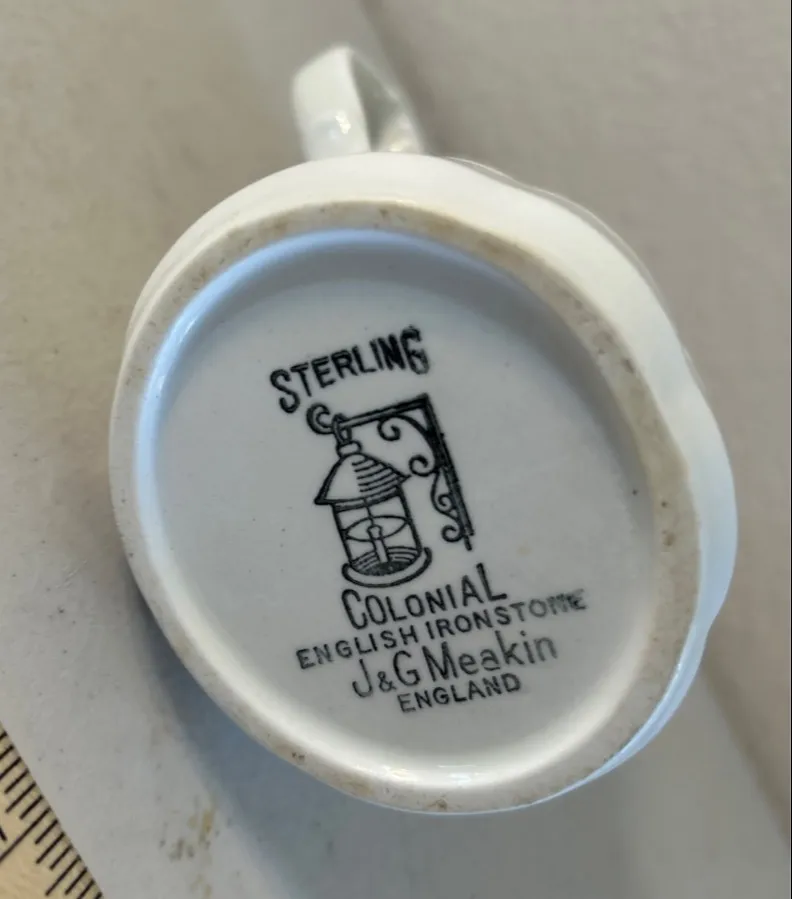 STERLING
COLONIAL
ENGLISH IRONSTONE
J&G Meakin
ENGLAND